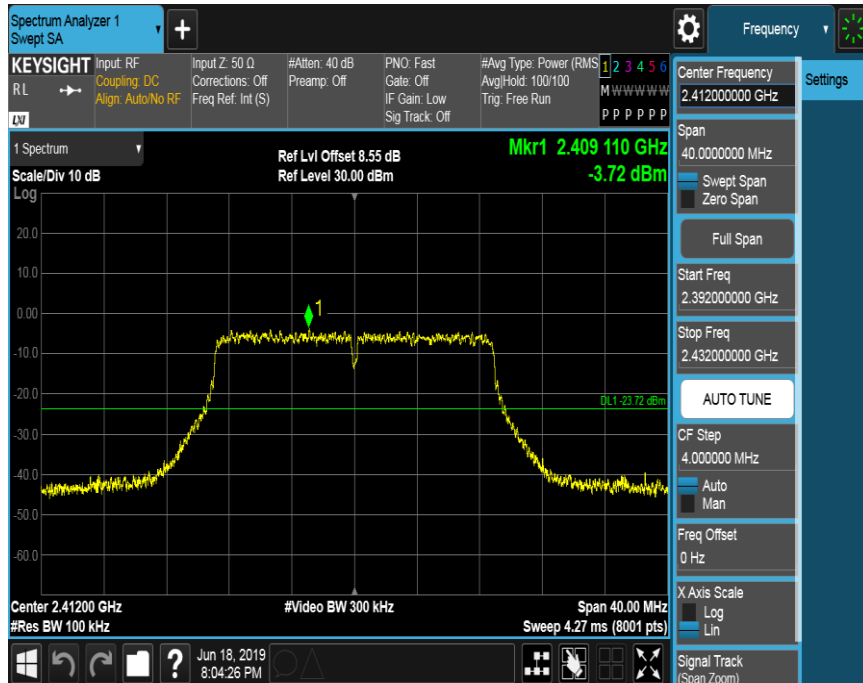 Spectrum Analyzer 1
Swept SA
Frequency
KEYSIGHT
RL
LXI
Input: RF
Coupling: DC
Align: Auto/No RF
Input Z: 50 Ω
Corrections: Off
Freq Ref: Int (S)
#Atten: 40 dB
Preamp: Off
PNO: Fast
Gate: Off
IF Gain: Low
Sig Track: Off
#Avg Type: Power (RMS
Avg|Hold: 100/100
Trig: Free Run
1 2 3 4 5 6
M W W W W W
P P P P P P
Center Frequency
2.412000000 GHz
Settings
Span
40.0000000 MHz
Swept Span
Zero Span
Full Span
Start Freq
2.392000000 GHz
Stop Freq
2.432000000 GHz
AUTO TUNE
CF Step
4.000000 MHz
Auto
Man
Freq Offset
0 Hz
X Axis Scale
Log
Lin
Signal Track
(Span Zoom)
1 Spectrum
Scale/Div 10 dB
Log
Ref Lvl Offset 8.55 dB
Ref Level 30.00 dBm
Mkr1 2.409 110 GHz
-3.72 dBm
20.0
10.0
0.00
1
-10.0
-20.0
DL1 -23.72 dBm
-30.0
-40.0
-50.0
-60.0
Center 2.41200 GHz
#Video BW 300 kHz
Span 40.00 MHz
#Res BW 100 kHz
Sweep 4.27 ms (8001 pts)
? Jun 18, 2019
8:04:26 PM